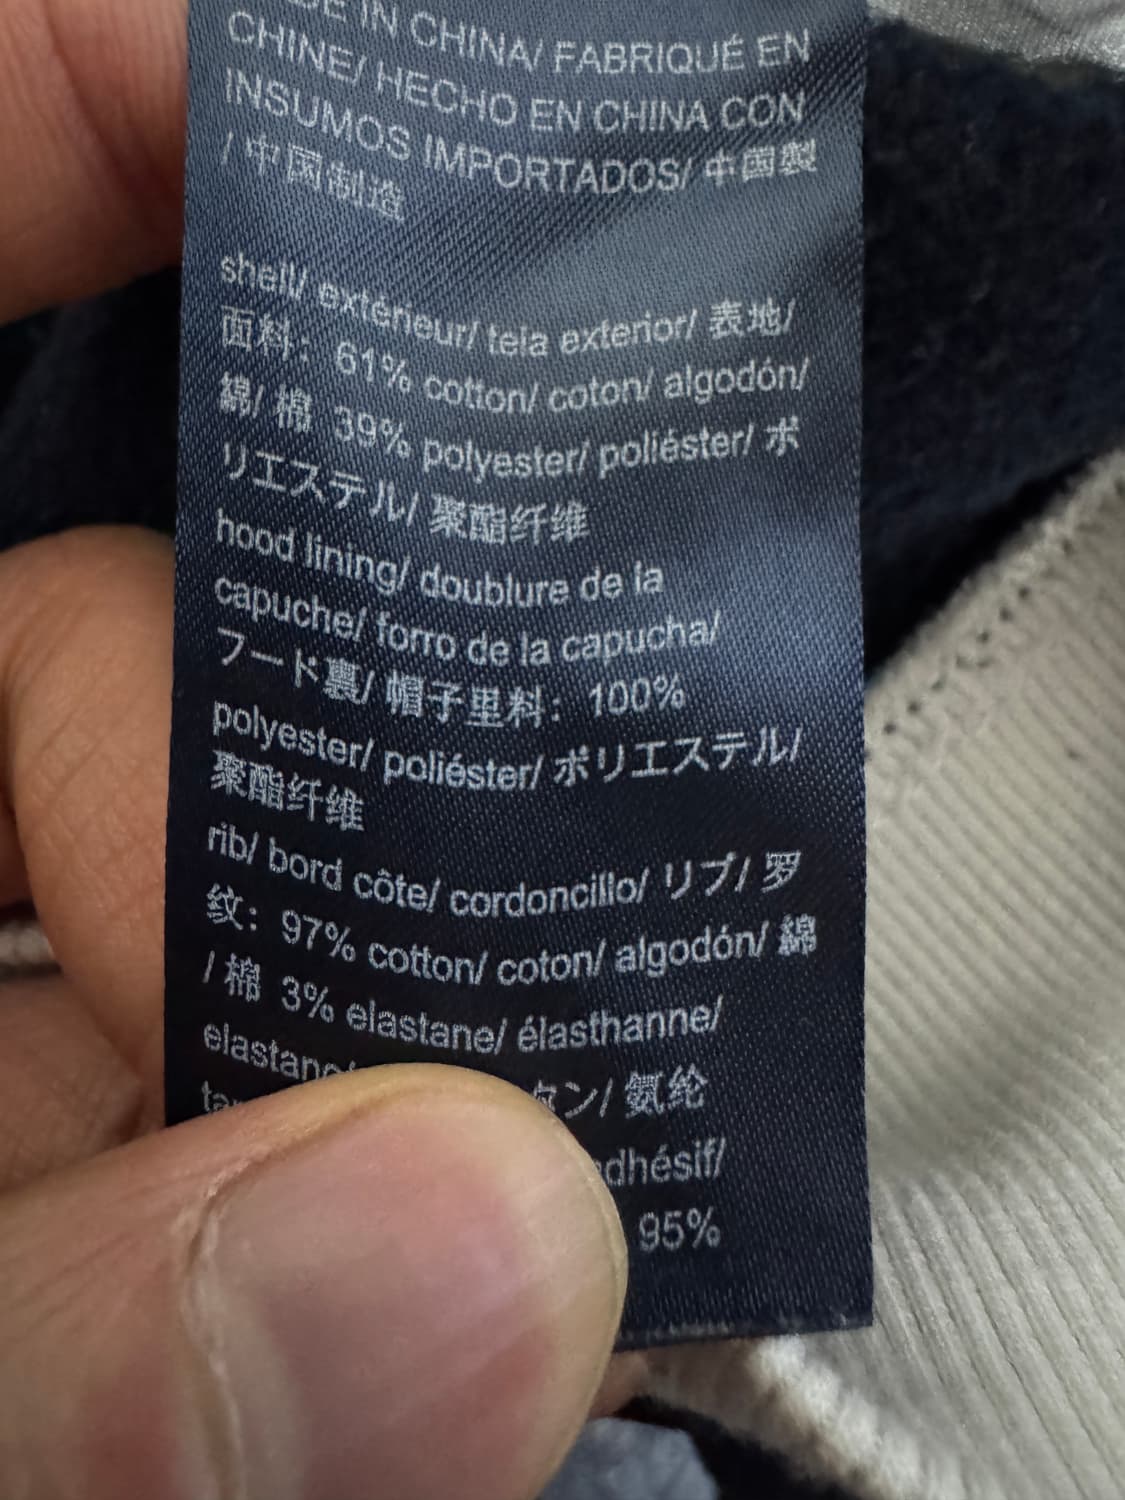 DE IN CHINA/ FABRIQUÉ EN
CHINE/ HECHO EN CHINA CON
INSUMOS IMPORTADOS/ 中国製
/ 中国制造
shell/ extérieur/ tela exterior/ 表地/
面料: 61% cotton/ coton/ algodón/
綿/ 棉 39% polyester/ poliéster/ ポ
リエステル/ 聚酯纤维
hood lining/ doublure de la
capuche/ forro de la capucha/
フード裏/ 帽子里料: 100%
polyester/ poliéster/ ポリエステル/
聚酯纤维
rib/ bord côte/ cordoncillo/ リブ/ 罗
纹: 97% cotton/ coton/ algodón/ 綿
/ 棉 3% elastane/ élasthanne/
タン/ 氨纶
95%